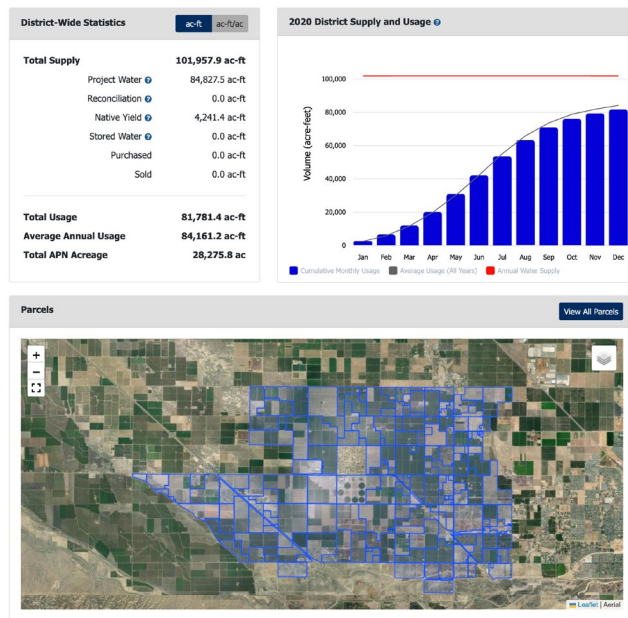 District-Wide Statistics
ac-ft ac-ft/ac
Total Supply 101,957.9 ac-ft
Project Water ? 84,827.5 ac-ft
Reconciliation ? 0.0 ac-ft
Native Yield ? 4,241.4 ac-ft
Stored Water ? 0.0 ac-ft
Purchased 0.0 ac-ft
Sold 0.0 ac-ft
Total Usage 81,781.4 ac-ft
Average Annual Usage 84,161.2 ac-ft
Total APN Acreage 28,275.8 ac
2020 District Supply and Usage ?
Volume (acre-feet)
100,000
80,000
60,000
40,000
20,000
0
Jan Feb Mar Apr May Jun Jul Aug Sep Oct Nov Dec
Cumulative Monthly Usage Average Usage (All Years) Annual Water Supply
Parcels
View All Parcels
+
−
Leaflet | Aerial